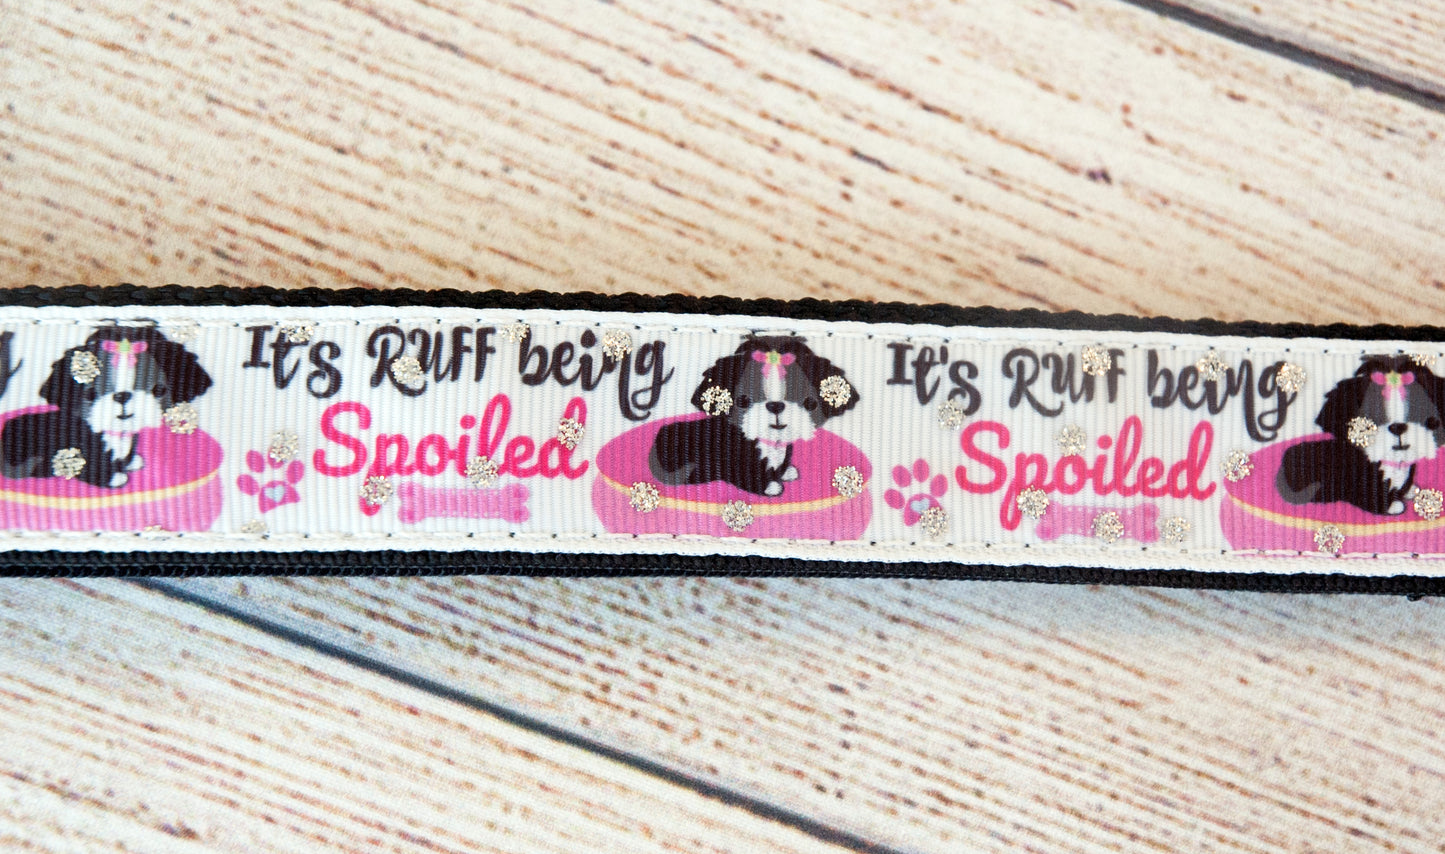 It's RUFF being
Spoiled
It's RUFF being
Spoiled